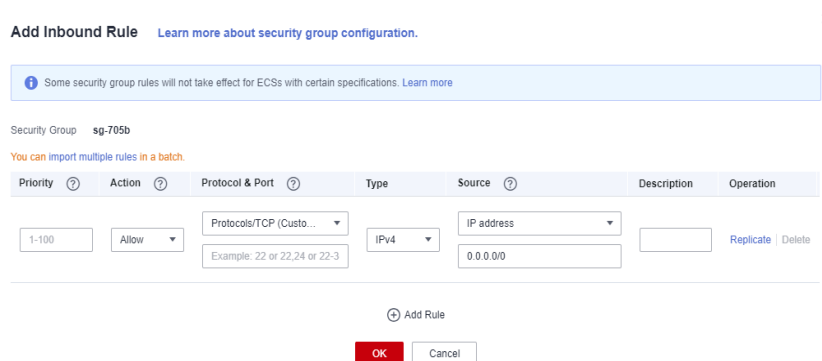 Add Inbound Rule Learn more about security group configuration.
Some security group rules will not take effect for ECSs with certain specifications. Learn more
Security Group sg-705b
You can import multiple rules in a batch.
Priority ? Action ? Protocol & Port ? Type Source ? Description Operation
Protocols/TCP (Custo... IP address
1-100 Allow IPv4 Replicate Delete
Example: 22 or 22,24 or 22-3 0.0.0.0/0
Add Rule
OK Cancel